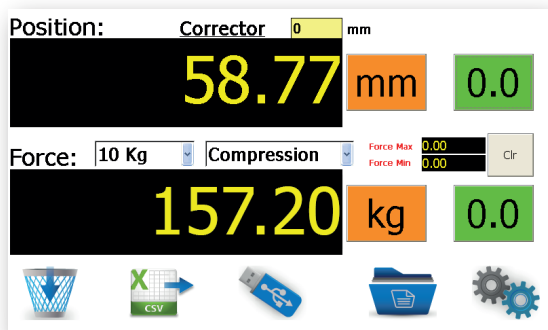 Position: Corrector 0 mm
58.77 mm 0.0
Force: 10 Kg Compression Force Max 0.00 Clr
Force Min 0.00
157.20 kg 0.0
X CSV